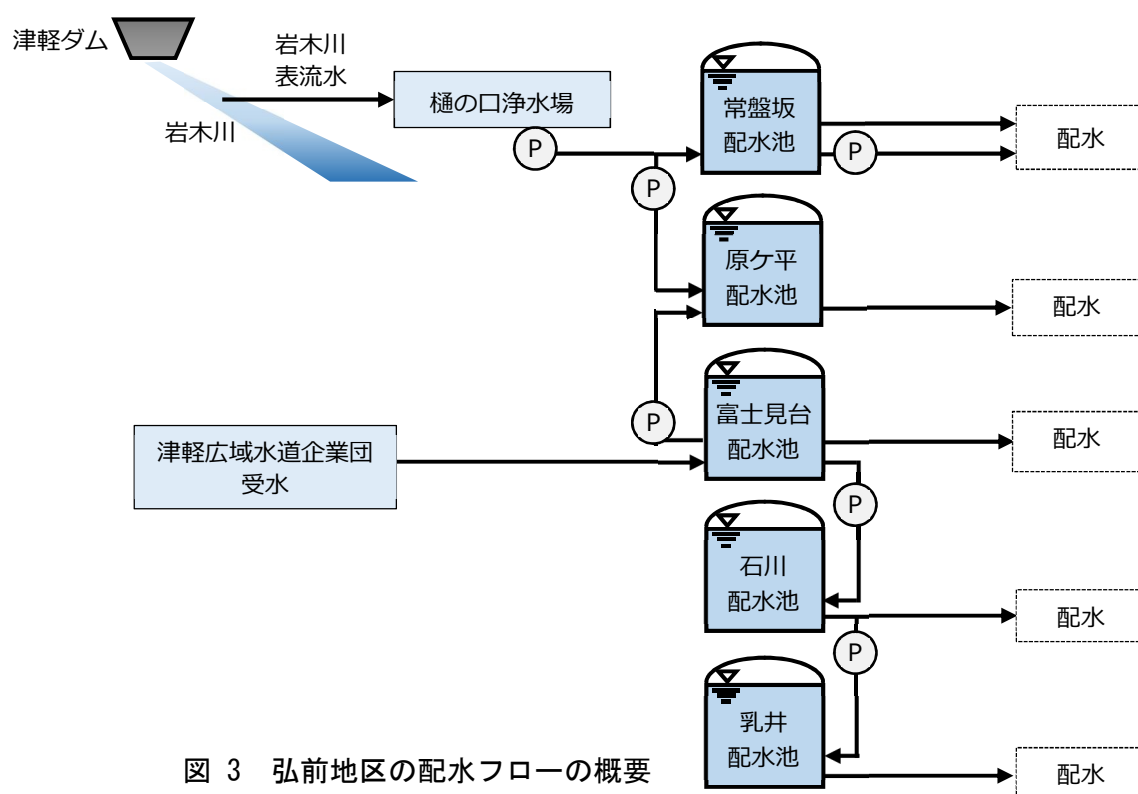 津軽ダム
岩木川
表流水
岩木川
樋の口浄水場
P
常盤坂
配水池
P
配水
P
原ケ平
配水池
配水
P
富士見台
配水池
配水
津軽広域水道企業団
受水
P
石川
配水池
配水
P
乳井
配水池
配水
図 3 弘前地区の配水フローの概要